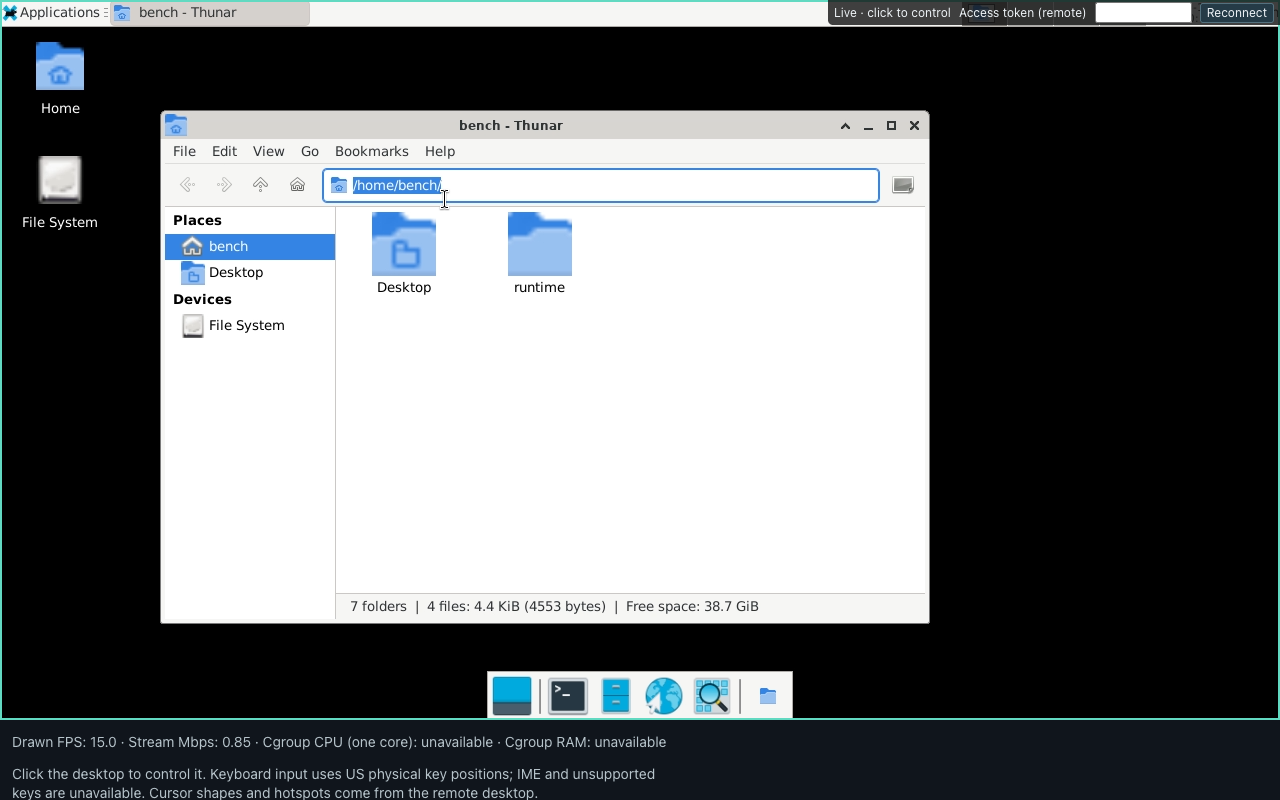 Applications
bench - Thunar
Live · click to control
Access token (remote)
Reconnect
Home
File System
bench - Thunar
File Edit View Go Bookmarks Help
/home/bench/
Places
bench
Desktop
Devices
File System
Desktop
runtime
7 folders | 4 files: 4.4 KiB (4553 bytes) | Free space: 38.7 GiB
Drawn FPS: 15.0 · Stream Mbps: 0.85 · Cgroup CPU (one core): unavailable · Cgroup RAM: unavailable
Click the desktop to control it. Keyboard input uses US physical key positions; IME and unsupported
keys are unavailable. Cursor shapes and hotspots come from the remote desktop.